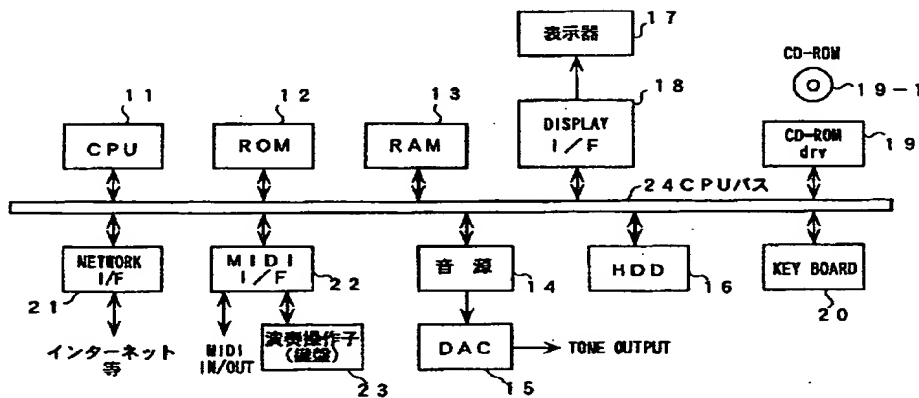 表示器
17
CD-ROM
19-1
11
12
13
18
CPU
ROM
RAM
DISPLAY
I/F
CD-ROM
drv
19
24CPUバス
NETWORK
I/F
MIDI
I/F
音源
HDD
KEY BOARD
21
22
14
16
20
インターネット
等
MIDI
IN/OUT
演奏操作子
(鍵盤)
23
DAC
TONE OUTPUT
15